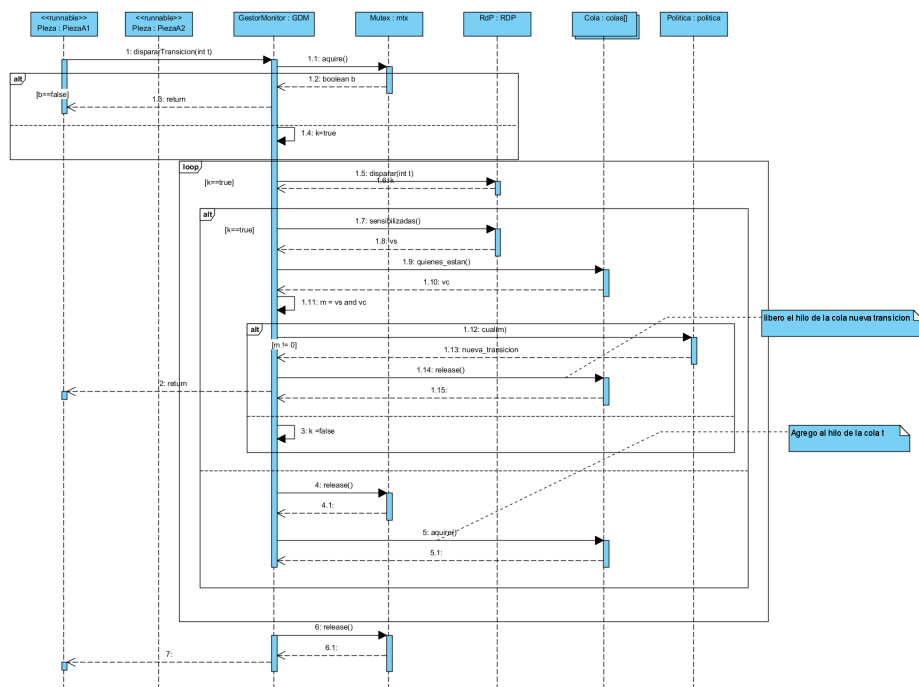 <<runnable>>
Pieza : PiezaA1
<<runnable>>
Pieza : PiezaA2
GestorMonitor : GDM
Mutex : mtx
RdP : RDP
Cola : colas[]
Politica : politica
1: dispararTransicion(int t)
1.1: aquire()
1.2: boolean b
alt
[b==false]
1.3: return
1.4: k=true
loop
[k==true]
1.5: disparar(int t)
1.6: k
alt
[k==true]
1.7: sensibilizadas()
1.8: vs
1.9: quienes_estan()
1.10: vc
1.11: m = vs and vc
alt
[m != 0]
1.12: cual(m)
libero el hilo de la cola nueva transicion
1.13: nueva_transicion
1.14: release()
2: return
1.15:
3: k =false
Agrego al hilo de la cola t
4: release()
4.1:
5: aquire()
5.1:
6: release()
6.1:
7: